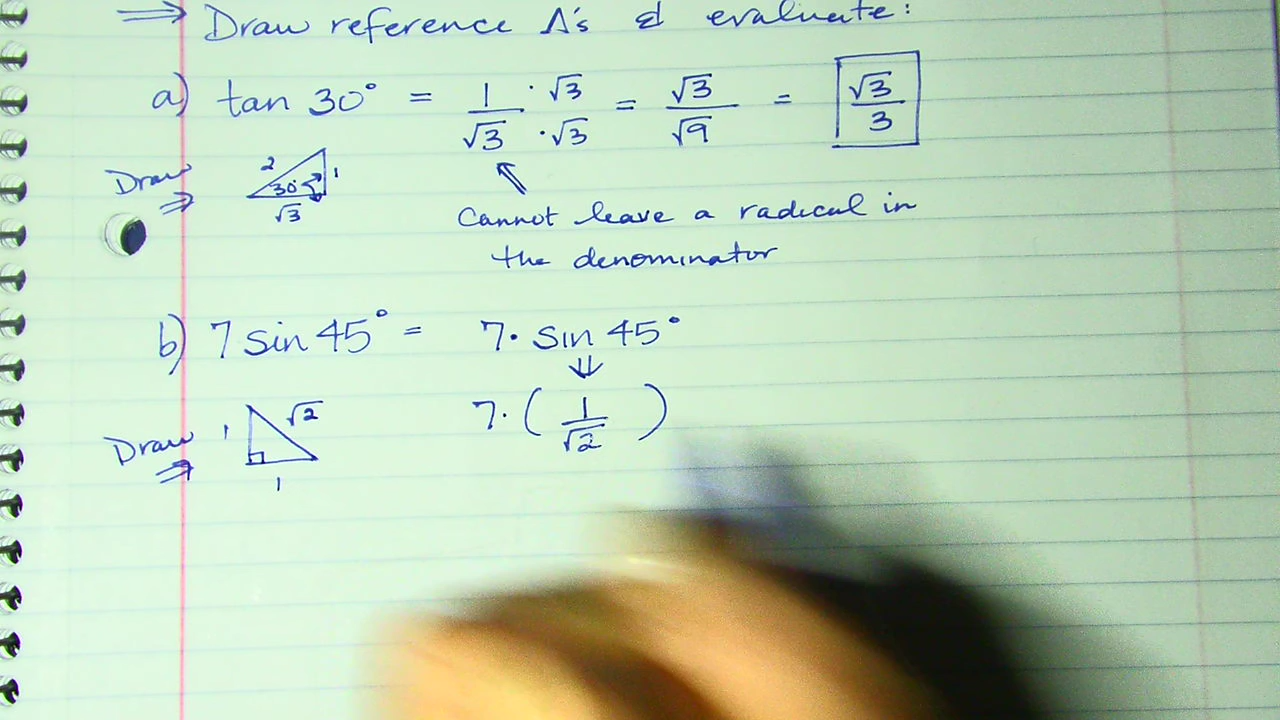 ⇒ Draw reference Δ's & evaluate:
a) tan 30° = 1/√3 · √3/·√3 = √3/√9 = √3/3
Draw ⇒ 2 1 30° √3
Cannot leave a radical in
the denominator
b) 7 sin 45° = 7 · sin 45°
⇓
Draw ⇒ 1 √2 1
7 · ( 1/√2 )